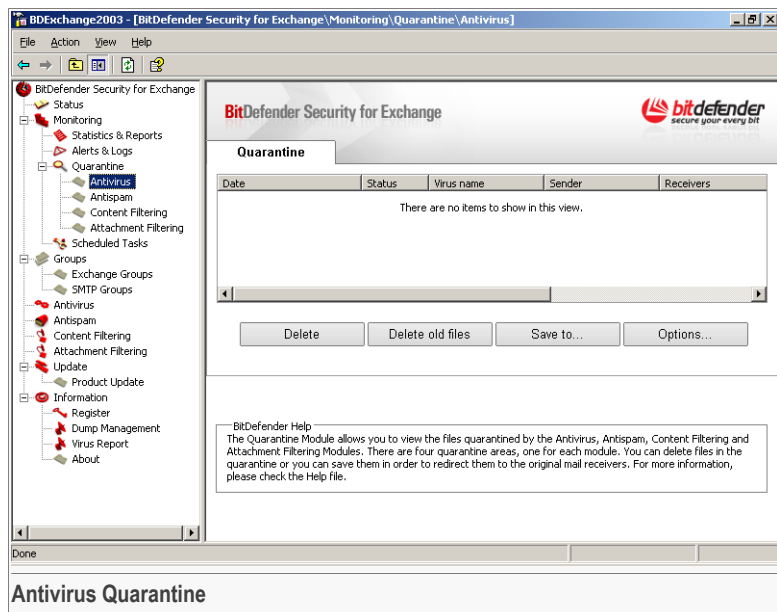 BDExchange2003 - [BitDefender Security for Exchange\Monitoring\Quarantine\Antivirus]
File Action View Help
BitDefender Security for Exchange
Status
Monitoring
Statistics & Reports
Alerts & Logs
Quarantine
Antivirus
Antispam
Content Filtering
Attachment Filtering
Scheduled Tasks
Groups
Exchange Groups
SMTP Groups
Antivirus
Antispam
Content Filtering
Attachment Filtering
Update
Product Update
Information
Register
Dump Management
Virus Report
About
BitDefender Security for Exchange
bitdefender
secure your every bit
Quarantine
Date Status Virus name Sender Receivers
There are no items to show in this view.
Delete Delete old files Save to... Options...
BitDefender Help
The Quarantine Module allows you to view the files quarantined by the Antivirus, Antispam, Content Filtering and
Attachment Filtering Modules. There are four quarantine areas, one for each module. You can delete files in the
quarantine or you can save them in order to redirect them to the original mail receivers. For more information,
please check the Help file.
Done
Antivirus Quarantine